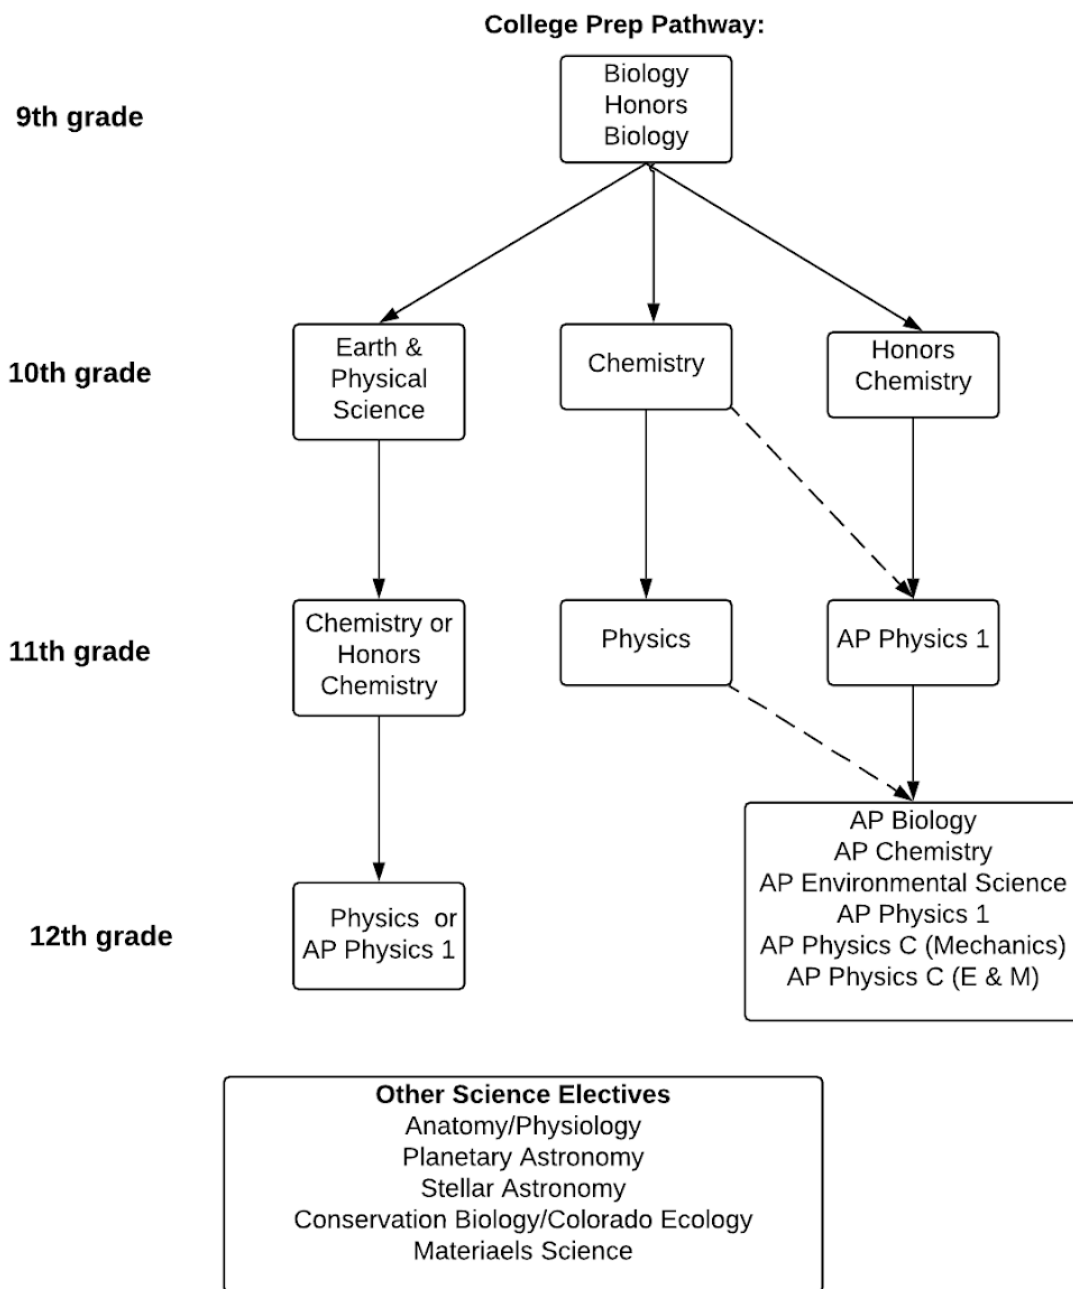 College Prep Pathway:
9th grade
Biology
Honors
Biology
10th grade
Earth &
Physical
Science
Chemistry
Honors
Chemistry
11th grade
Chemistry or
Honors
Chemistry
Physics
AP Physics 1
12th grade
Physics or
AP Physics 1
AP Biology
AP Chemistry
AP Environmental Science
AP Physics 1
AP Physics C (Mechanics)
AP Physics C (E & M)
Other Science Electives
Anatomy/Physiology
Planetary Astronomy
Stellar Astronomy
Conservation Biology/Colorado Ecology
Materiaels Science